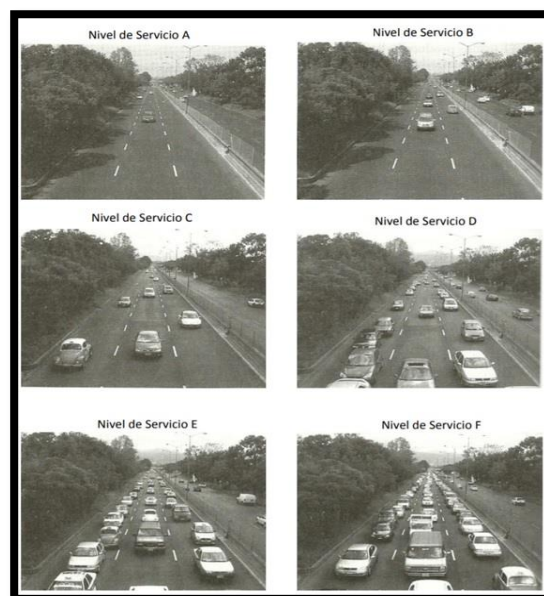 Nivel de Servicio A
Nivel de Servicio B
Nivel de Servicio C
Nivel de Servicio D
Nivel de Servicio E
Nivel de Servicio F